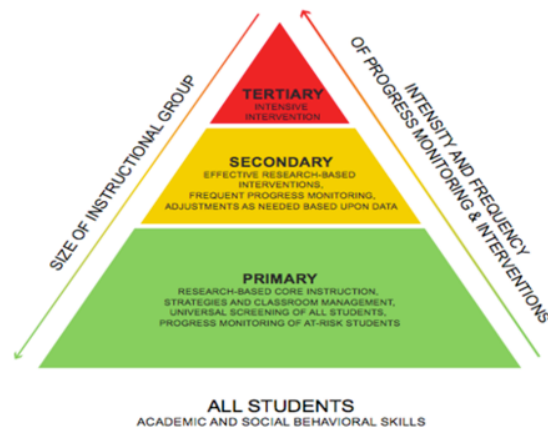 SIZE OF INSTRUCTIONAL GROUP
INTENSITY AND FREQUENCY
OF PROGRESS MONITORING & INTERVENTIONS
TERTIARY
INTENSIVE
INTERVENTION
SECONDARY
EFFECTIVE RESEARCH-BASED
INTERVENTIONS,
FREQUENT PROGRESS MONITORING,
ADJUSTMENTS AS NEEDED BASED UPON DATA
PRIMARY
RESEARCH-BASED CORE INSTRUCTION,
STRATEGIES AND CLASSROOM MANAGEMENT,
UNIVERSAL SCREENING OF ALL STUDENTS,
PROGRESS MONITORING OF AT-RISK STUDENTS
ALL STUDENTS
ACADEMIC AND SOCIAL BEHAVIORAL SKILLS